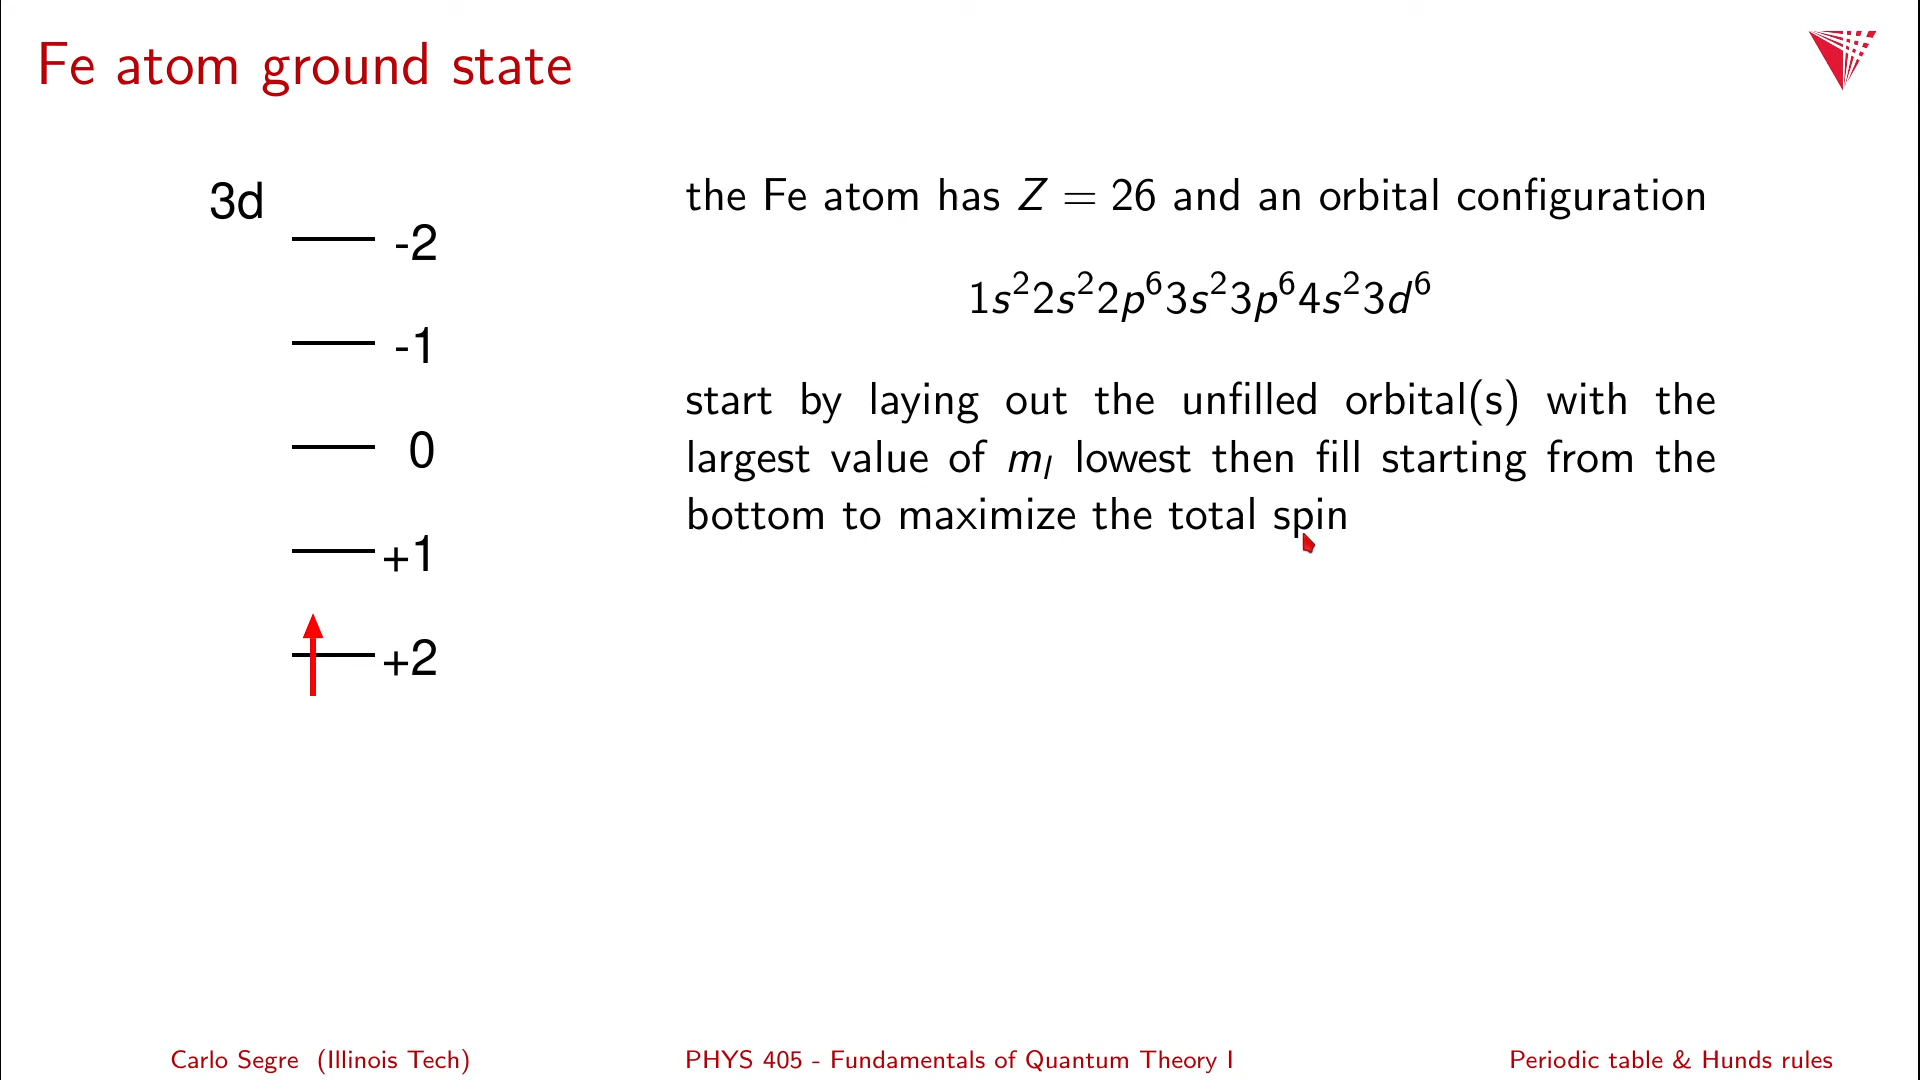 Fe atom ground state
3d
-2
-1
0
+1
+2
the Fe atom has Z = 26 and an orbital configuration
1s²2s²2p⁶3s²3p⁶4s²3d⁶
start by laying out the unfilled orbital(s) with the
largest value of mₗ lowest then fill starting from the
bottom to maximize the total spin
Carlo Segre (Illinois Tech)
PHYS 405 - Fundamentals of Quantum Theory I
Periodic table & Hunds rules